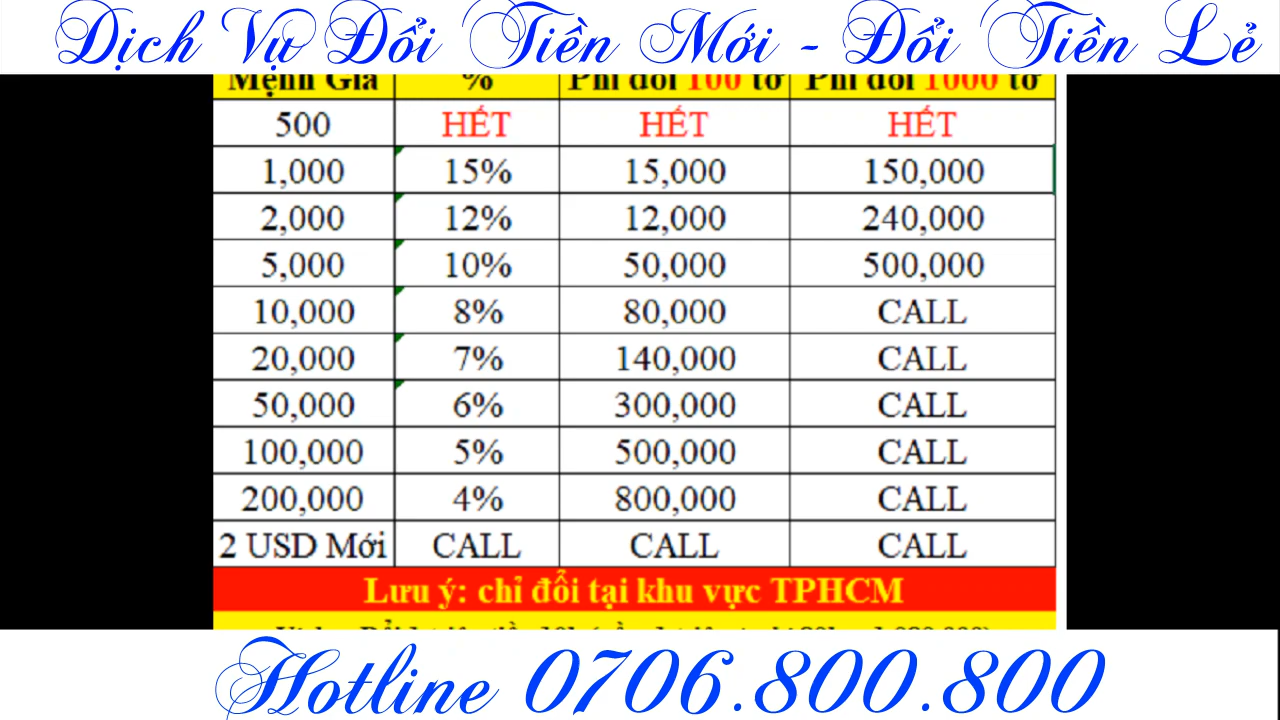 Dịch Vụ Đổi Tiền Mới - Đổi Tiền Lẻ
Mệnh Giá % Phí đổi 100 tờ Phí đổi 1000 tờ
500 HẾT HẾT HẾT
1,000 15% 15,000 150,000
2,000 12% 12,000 240,000
5,000 10% 50,000 500,000
10,000 8% 80,000 CALL
20,000 7% 140,000 CALL
50,000 6% 300,000 CALL
100,000 5% 500,000 CALL
200,000 4% 800,000 CALL
2 USD Mới CALL CALL CALL
Lưu ý: chỉ đổi tại khu vực TPHCM
Hotline 0706.800.800